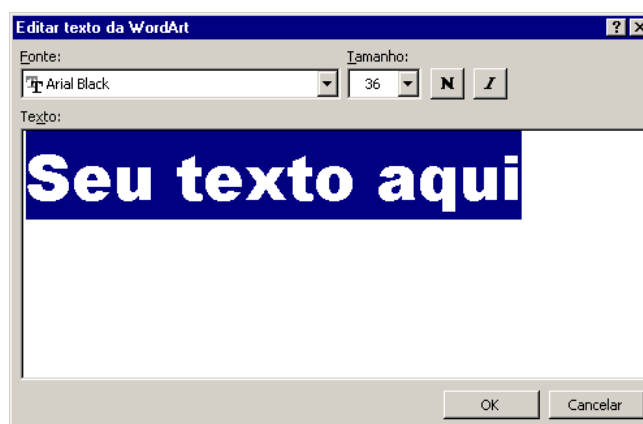 Editar texto da WordArt
Fonte: Tamanho:
Arial Black 36 N I
Texto:
Seu texto aqui
OK Cancelar